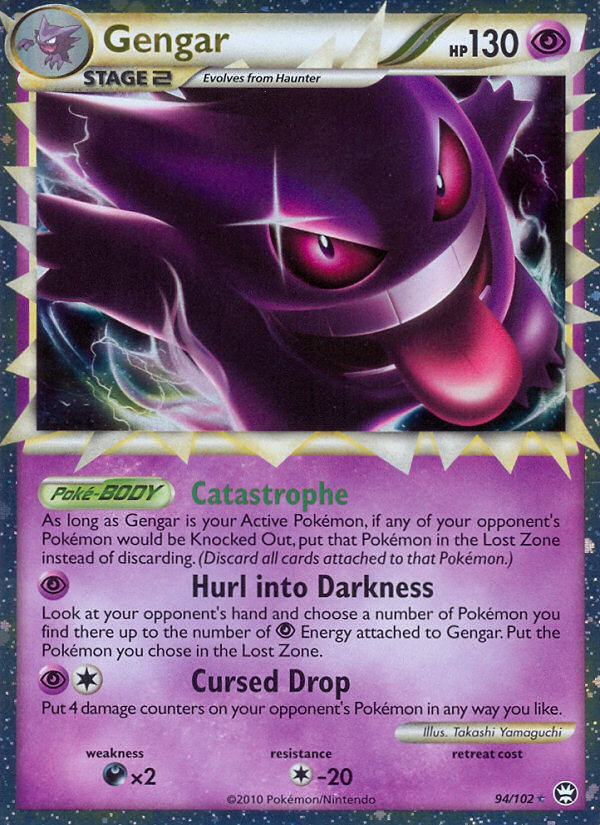 Gengar
HP130
STAGE 2
Evolves from Haunter
Poké-BODY Catastrophe
As long as Gengar is your Active Pokémon, if any of your opponent's
Pokémon would be Knocked Out, put that Pokémon in the Lost Zone
instead of discarding. (Discard all cards attached to that Pokémon.)
Hurl into Darkness
Look at your opponent's hand and choose a number of Pokémon you
find there up to the number of Energy attached to Gengar. Put the
Pokémon you chose in the Lost Zone.
Cursed Drop
Put 4 damage counters on your opponent's Pokémon in any way you like.
Illus. Takashi Yamaguchi
weakness resistance retreat cost
×2 -20
©2010 Pokémon/Nintendo 94/102